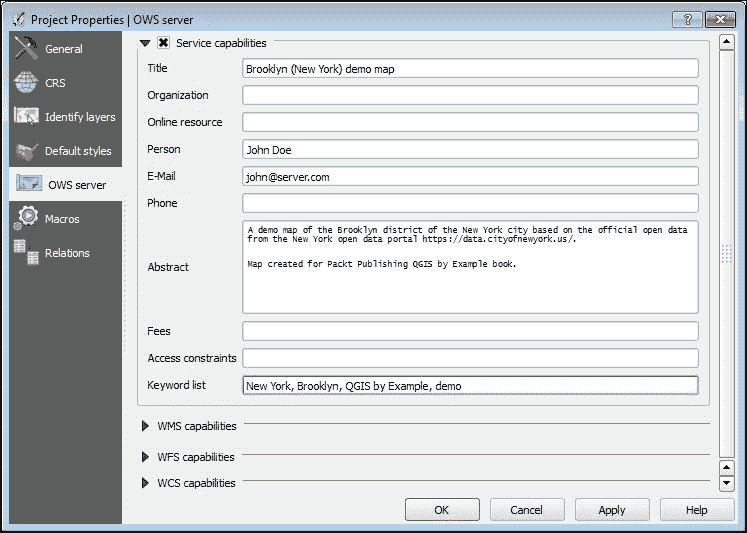 Project Properties | OWS server
?
General
CRS
Identify layers
Default styles
OWS server
Macros
Relations
Service capabilities
Title
Brooklyn (New York) demo map
Organization
Online resource
Person
John Doe
E-Mail
john@server.com
Phone
Abstract
A demo map of the Brooklyn district of the New York city based on the official open data
from the New York open data portal https://data.cityofnewyork.us/.
Map created for Packt Publishing QGIS by Example book.
Fees
Access constraints
Keyword list
New York, Brooklyn, QGIS by Example, demo
WMS capabilities
WFS capabilities
WCS capabilities
OK
Cancel
Apply
Help